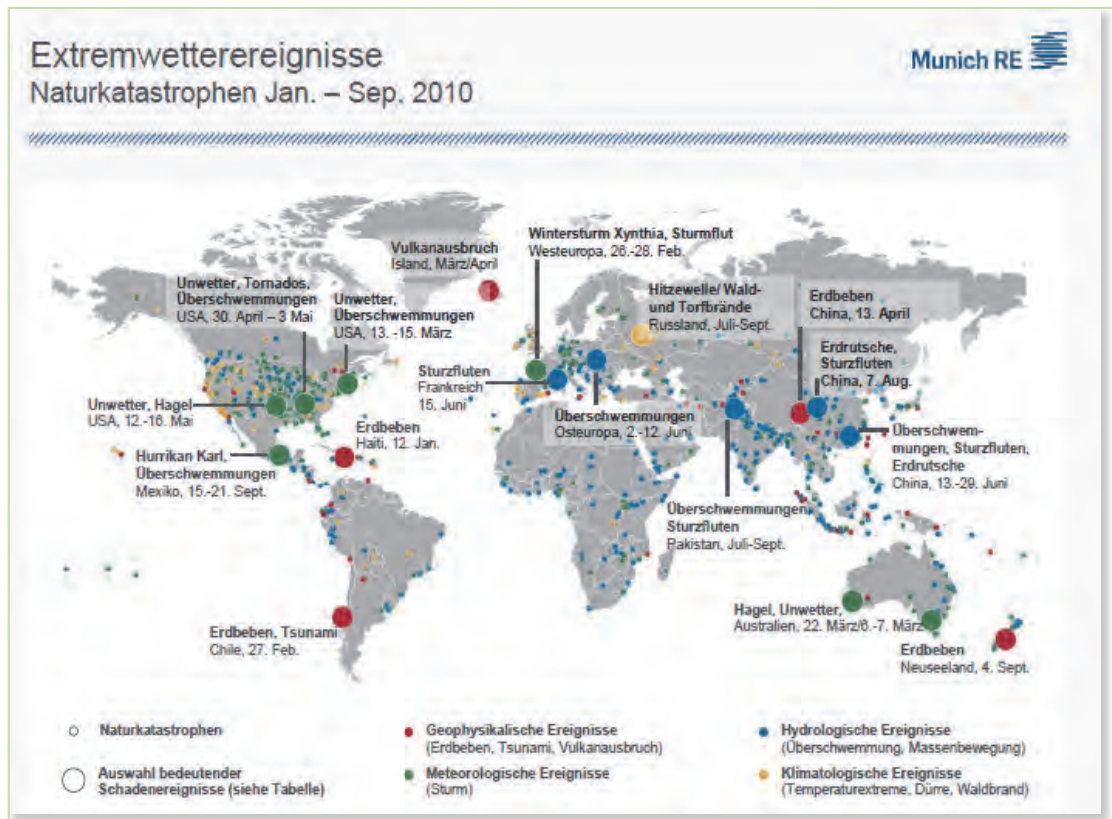 Extremwetterereignisse
Naturkatastrophen Jan. – Sep. 2010
Munich RE
Vulkanausbruch
Island, März/April
Wintersturm Xynthia, Sturmflut
Westeuropa, 26.-28. Feb.
Unwetter, Tornados,
Überschwemmungen
USA, 30. April – 3 Mai
Unwetter,
Überschwemmungen
USA, 13. -15. März
Hitzewelle/ Wald-
und Torfbrände
Russland, Juli-Sept.
Erdbeben
China, 13. April
Erdrutsche,
Sturzfluten
China, 7. Aug.
Sturzfluten
Frankreich
15. Juni
Unwetter, Hagel
USA, 12.-16. Mai
Erdbeben
Haiti, 12. Jan.
Überschwemmungen
Osteuropa, 2.-12. Juni
Überschwem-
mungen, Sturzfluten,
Erdrutsche
China, 13.-29. Juni
Hurrikan Karl,
Überschwemmungen
Mexiko, 15.-21. Sept.
Überschwemmungen
Sturzfluten
Pakistan, Juli-Sept.
Hagel, Unwetter,
Australien, 22. März/6.-7. März
Erdbeben, Tsunami
Chile, 27. Feb.
Erdbeben
Neuseeland, 4. Sept.
Naturkatastrophen
Auswahl bedeutender
Schadenereignisse (siehe Tabelle)
Geophysikalische Ereignisse
(Erdbeben, Tsunami, Vulkanausbruch)
Meteorologische Ereignisse
(Sturm)
Hydrologische Ereignisse
(Überschwemmung, Massenbewegung)
Klimatologische Ereignisse
(Temperaturextreme, Dürre, Waldbrand)